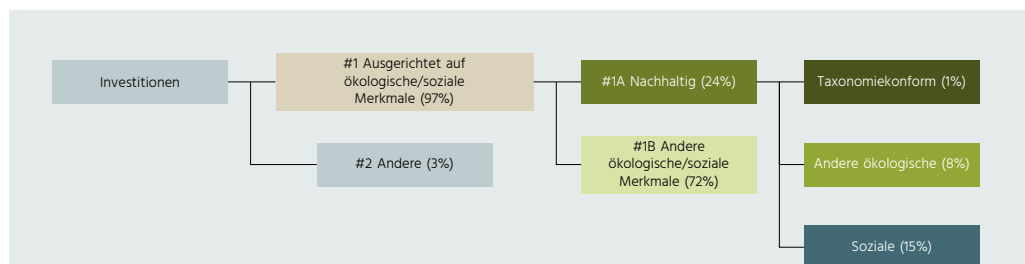 Investitionen
#1 Ausgerichtet auf
ökologische/soziale
Merkmale (97%)
#1A Nachhaltig (24%)
Taxonomiekonform (1%)
#2 Andere (3%)
#1B Andere
ökologische/soziale
Merkmale (72%)
Andere ökologische (8%)
Soziale (15%)